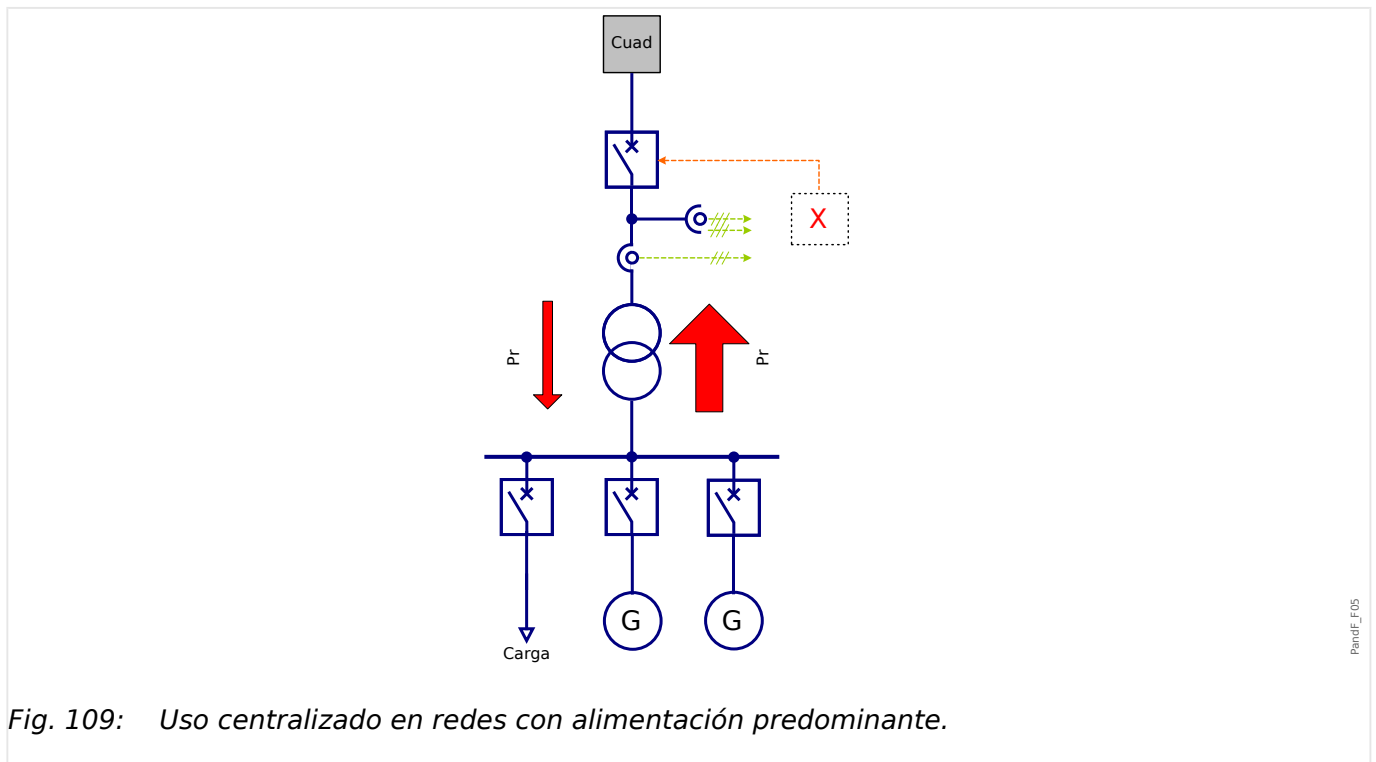 Cuad
X
Pr
Pr
G
G
Carga
PandF_F05
Fig. 109: Uso centralizado en redes con alimentación predominante.